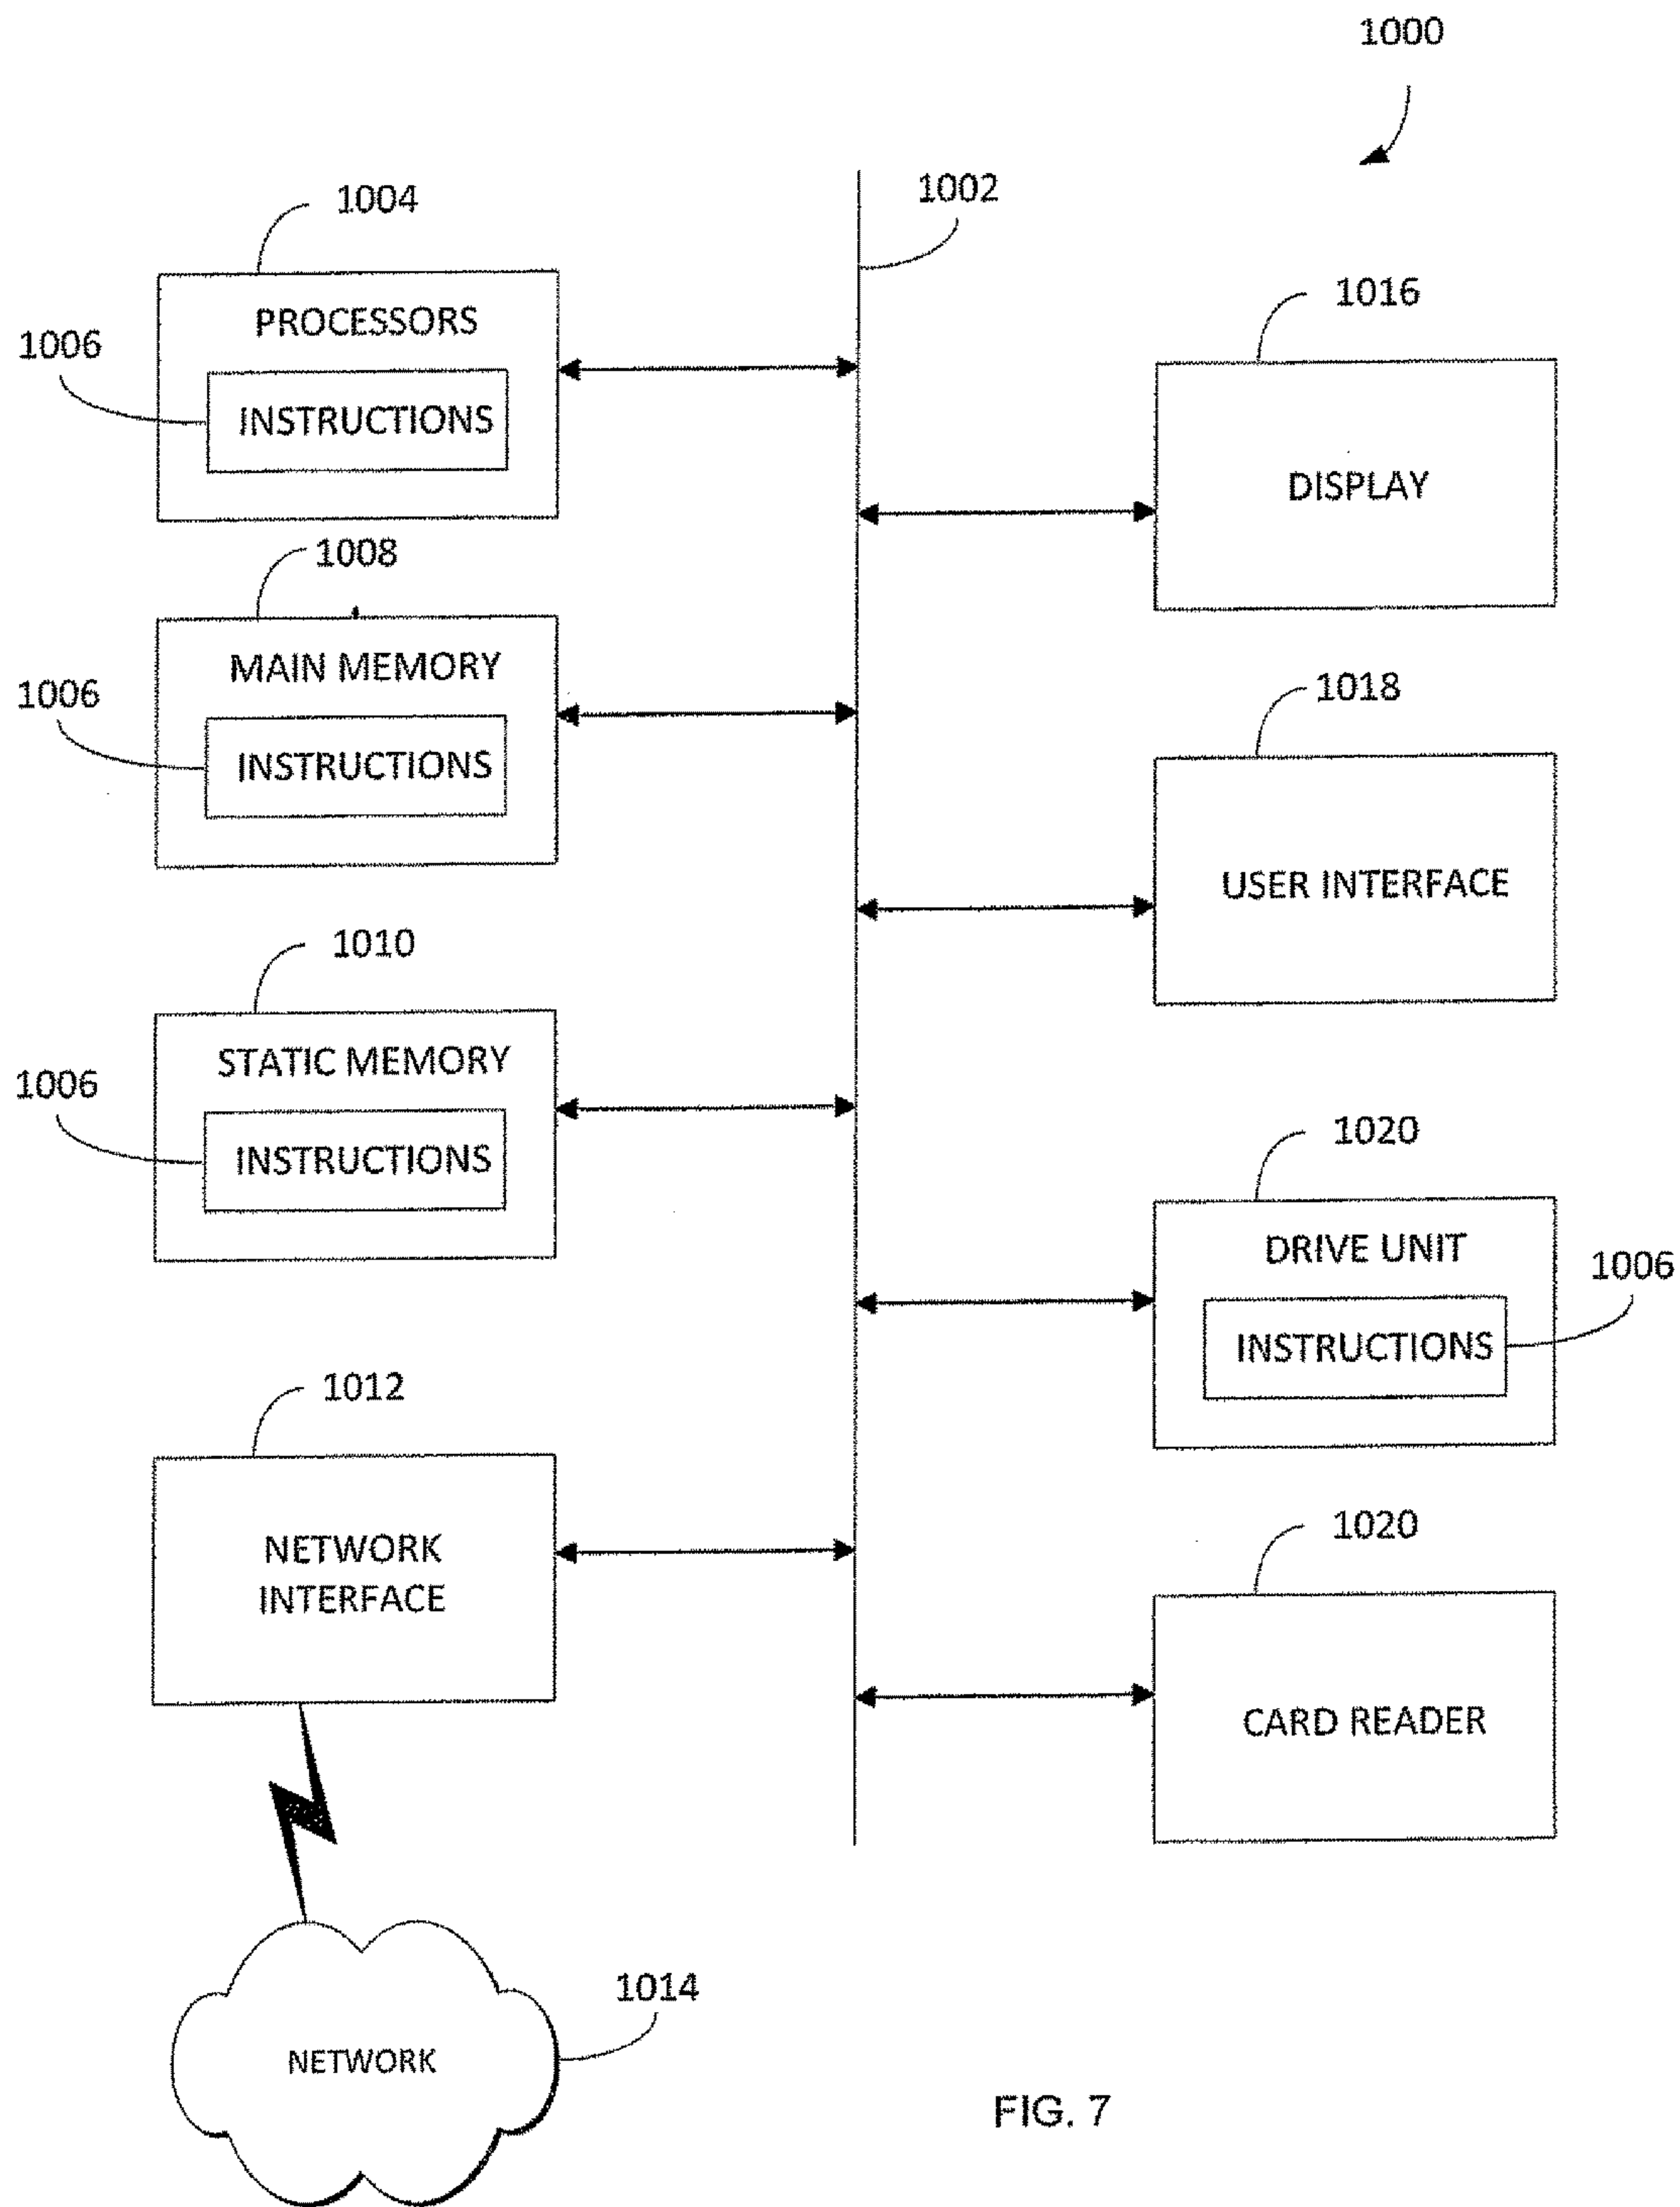 1000
1002
1004
PROCESSORS
1006
INSTRUCTIONS
1008
MAIN MEMORY
1006
INSTRUCTIONS
1010
STATIC MEMORY
1006
INSTRUCTIONS
1012
NETWORK
INTERFACE
1014
NETWORK
1016
DISPLAY
1018
USER INTERFACE
1020
DRIVE UNIT
1006
INSTRUCTIONS
1020
CARD READER
FIG. 7